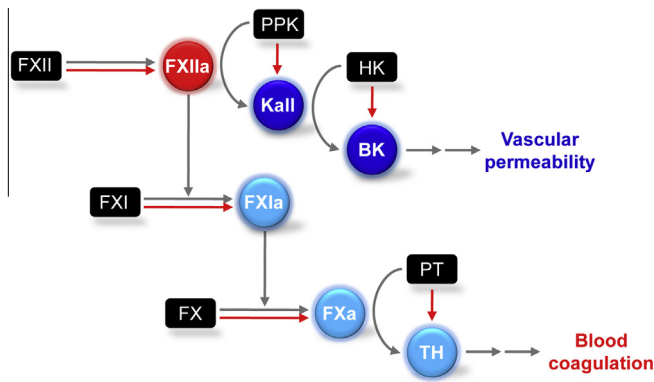 PPK
FXII
FXIIa
HK
Kall
BK
Vascular
permeability
FXI
FXIa
PT
FX
FXa
TH
Blood
coagulation